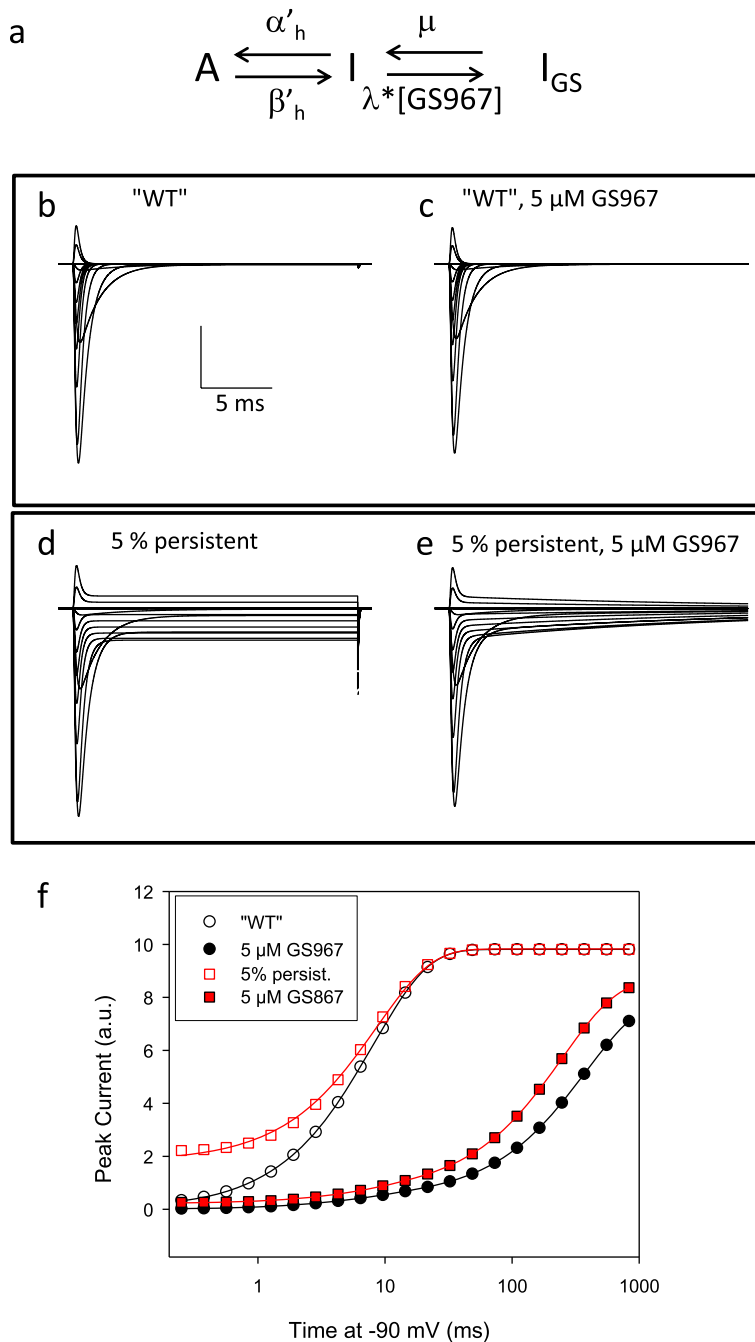 a
α'h μ
A I IGS
β'h λ*[GS967]
b "WT"
c "WT", 5 μM GS967
5 ms
d 5 % persistent
e 5 % persistent, 5 μM GS967
f
12
10
8
6
4
2
0
Peak Current (a.u.)
"WT"
5 μM GS967
5% persist.
5 μM GS867
1 10 100 1000
Time at -90 mV (ms)